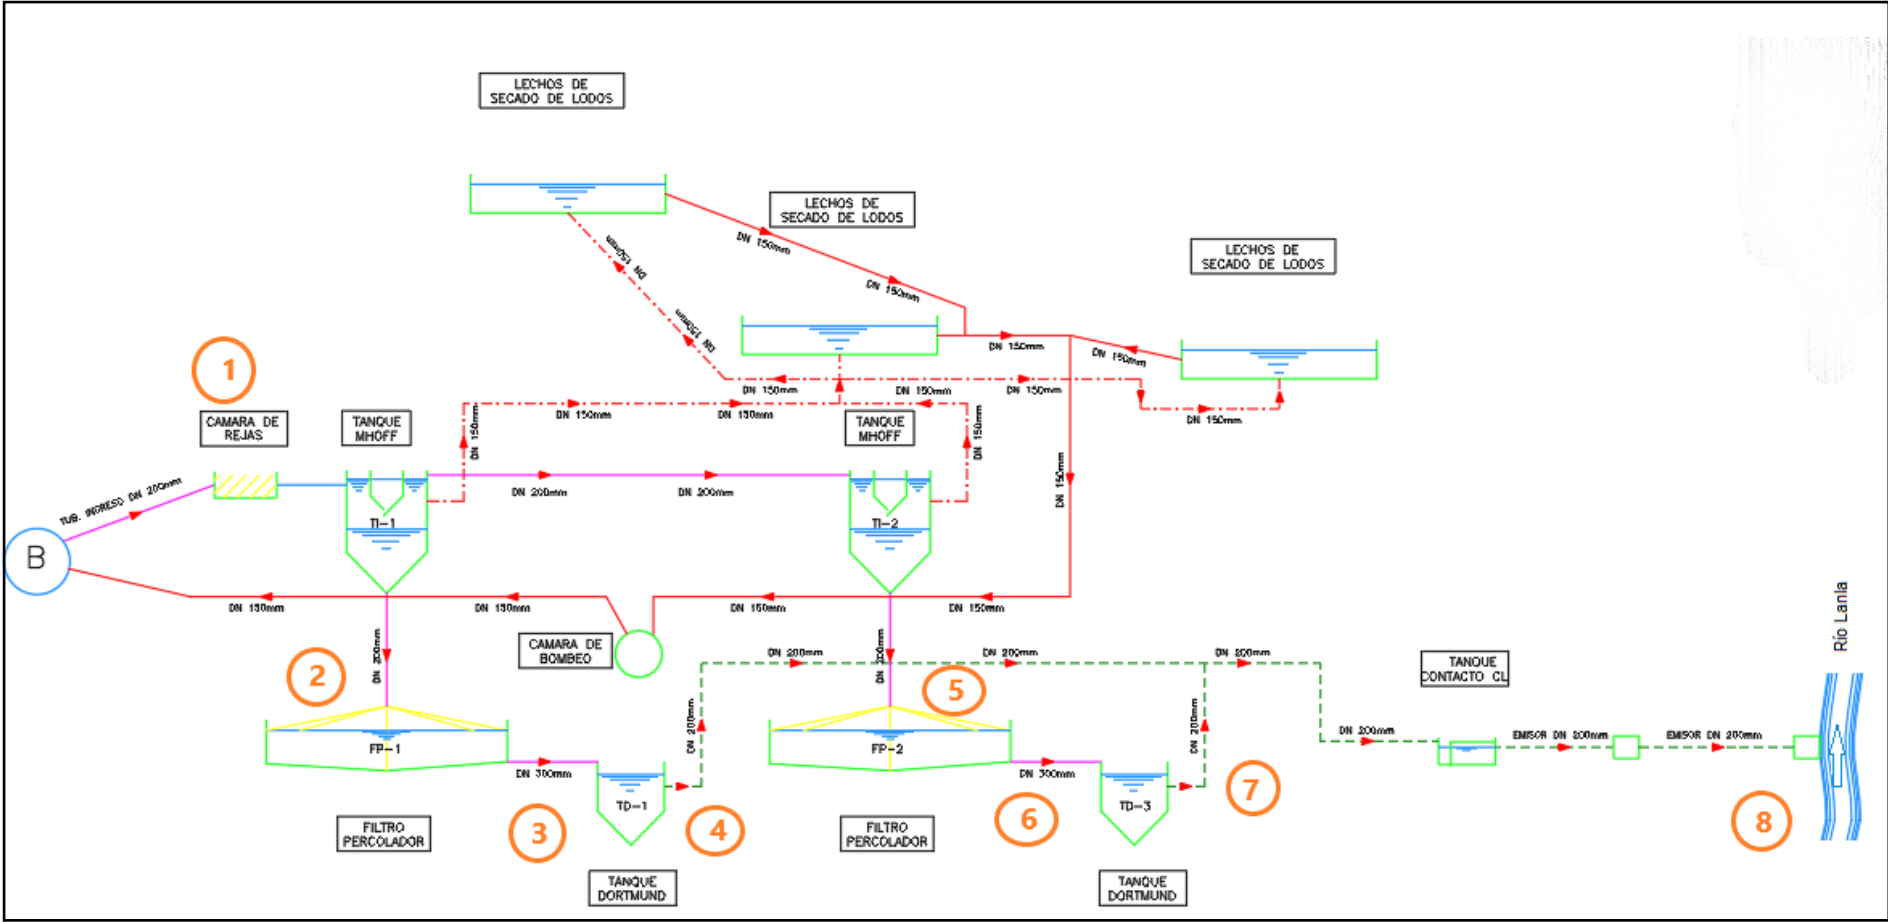 LECHOS DE
SECADO DE LODOS
LECHOS DE
SECADO DE LODOS
LECHOS DE
SECADO DE LODOS
DN 150mm
DN 150mm
DN 150mm
DN 150mm
DN 150mm
DN 150mm
DN 150mm
DN 150mm
DN 150mm
DN 150mm
DN 150mm
DN 150mm
1
CAMARA DE
REJAS
TANQUE
MHOFF
TANQUE
MHOFF
DN 150mm
DN 150mm
DN 150mm
TUB. INGRESO DN 200mm
DN 200mm
DN 200mm
TI-1
TI-2
B
DN 150mm
DN 150mm
DN 150mm
DN 150mm
CAMARA DE
BOMBEO
DN 200mm
DN 200mm
2
5
DN 200mm
DN 200mm
DN 200mm
DN 200mm
DN 200mm
DN 200mm
TANQUE
CONTACTO CL
Río Lanla
FP-1
FP-2
DN 300mm
DN 300mm
TD-1
TD-3
EMISOR DN 200mm
EMISOR DN 200mm
3
4
6
7
8
FILTRO
PERCOLADOR
FILTRO
PERCOLADOR
TANQUE
DORTMUND
TANQUE
DORTMUND